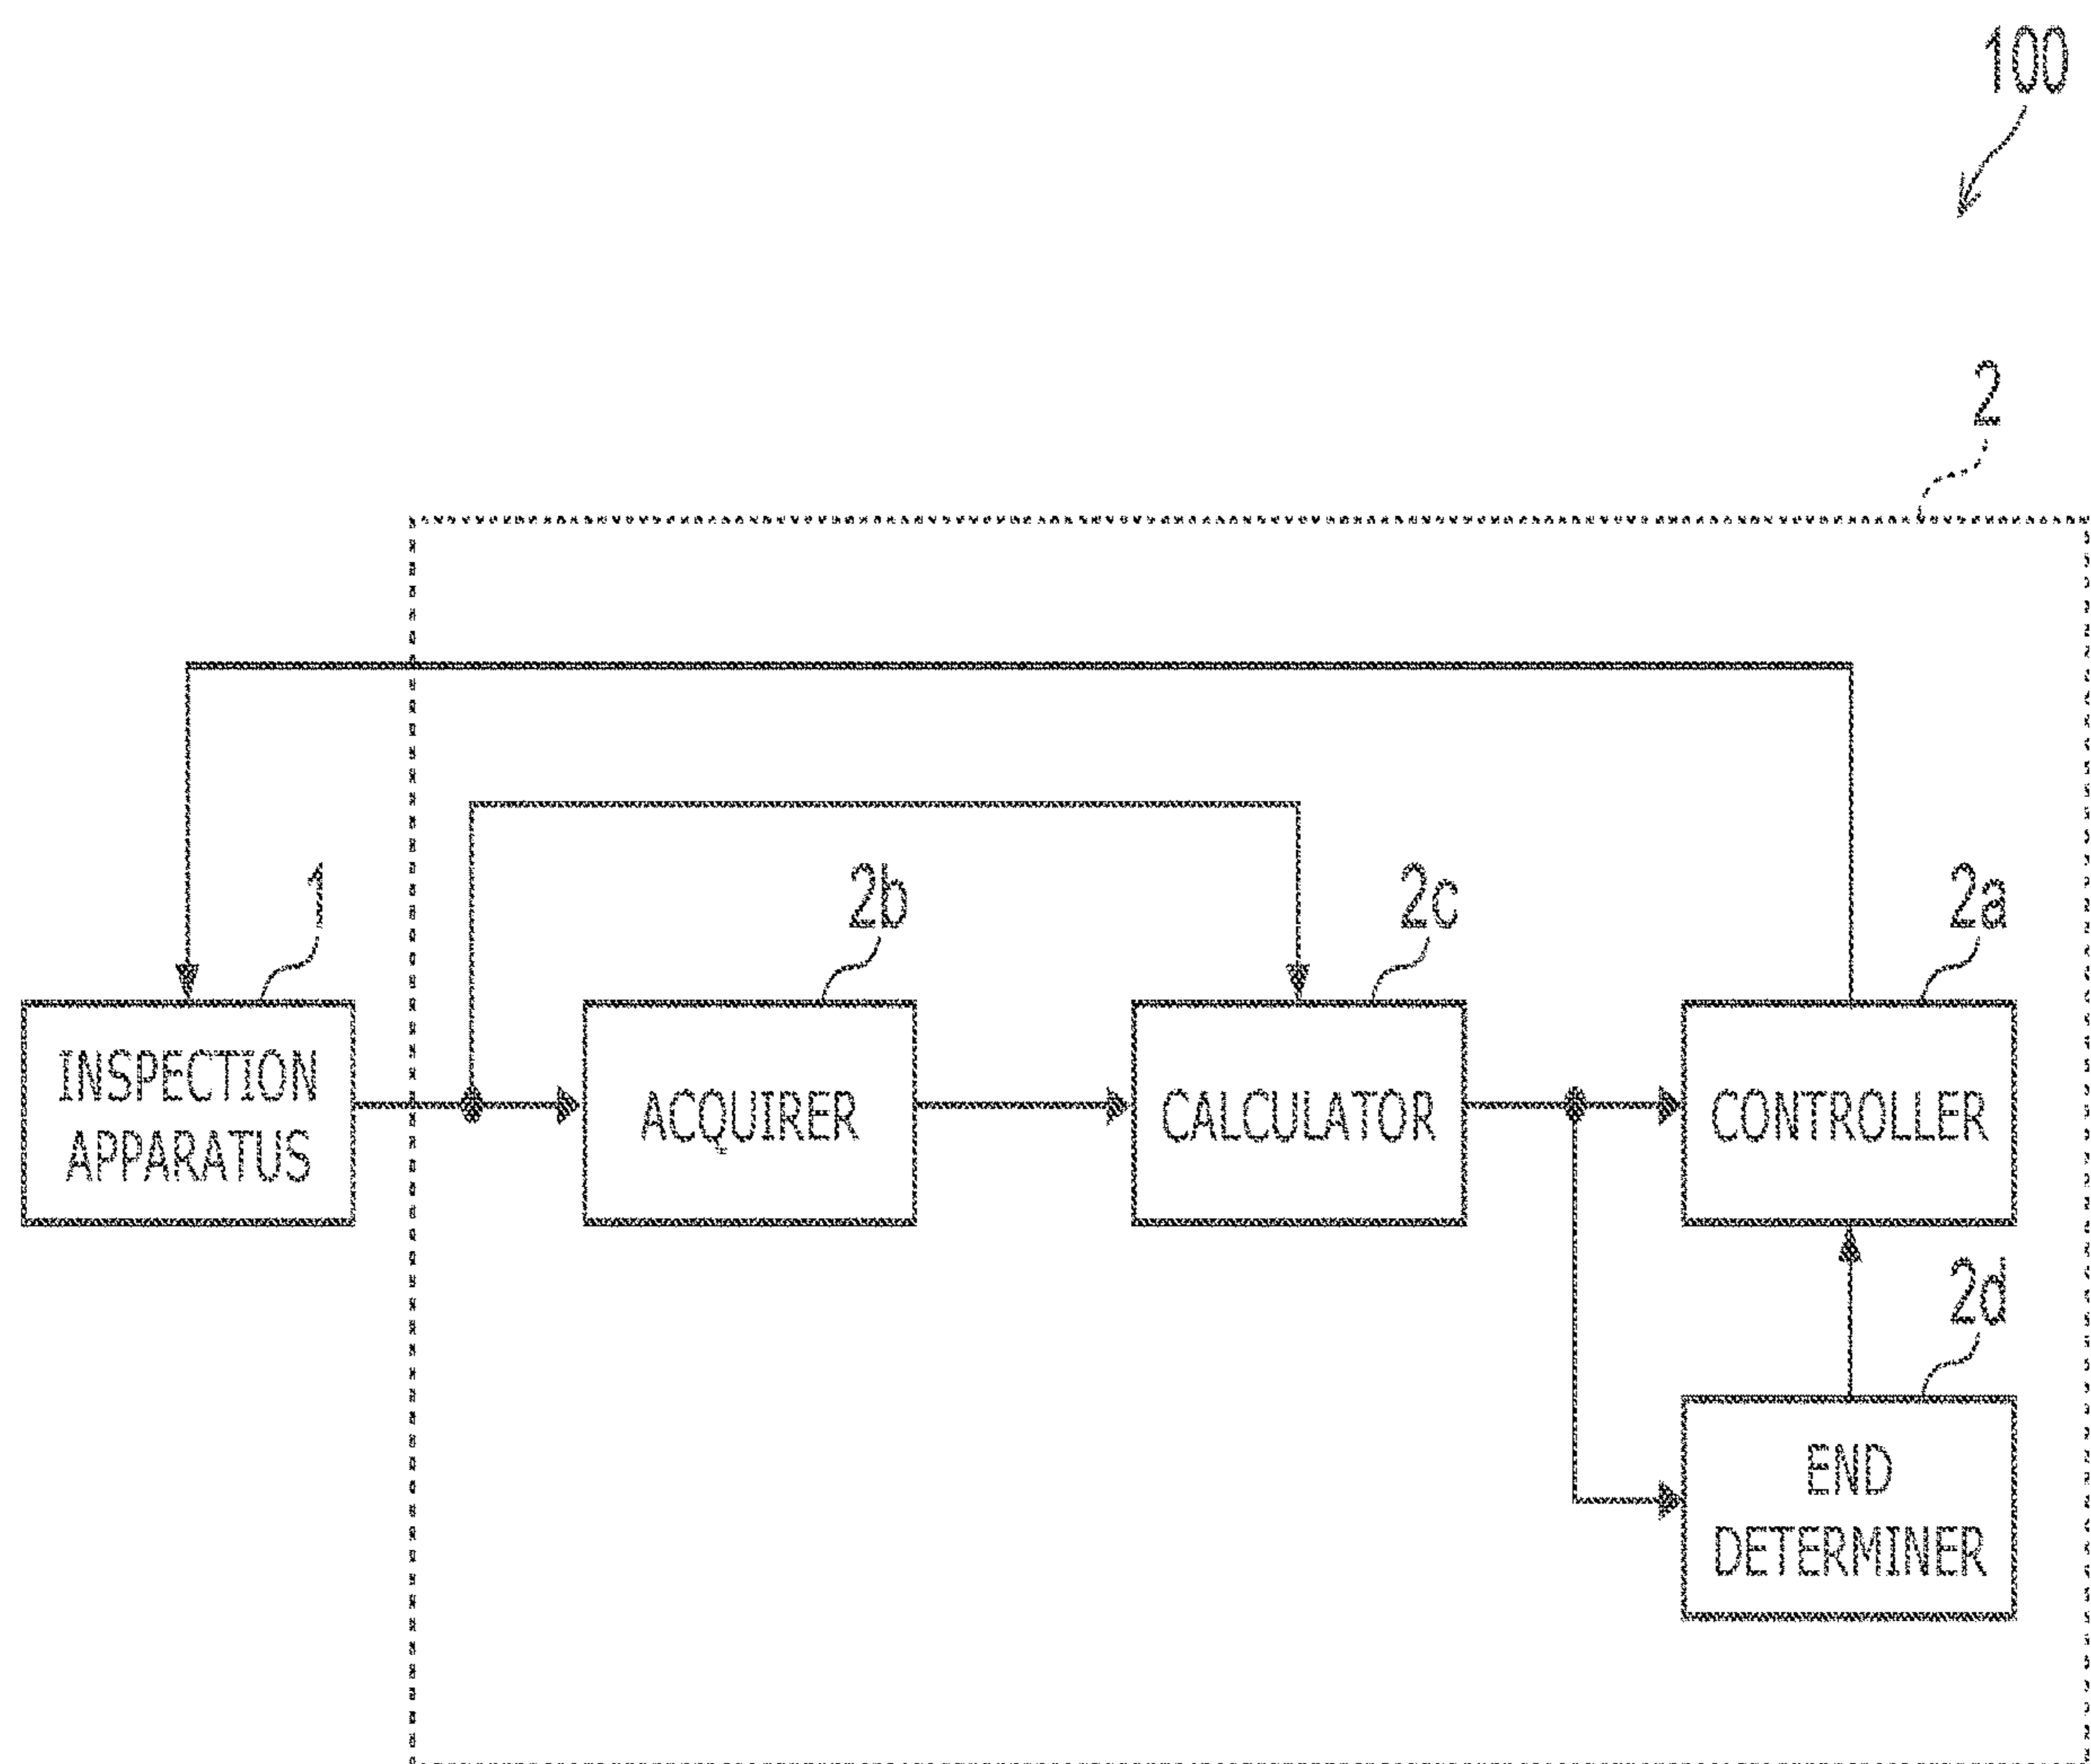 100
2
1
2b
2c
2a
INSPECTION
APPARATUS
ACQUIRER
CALCULATOR
CONTROLLER
2d
END
DETERMINER